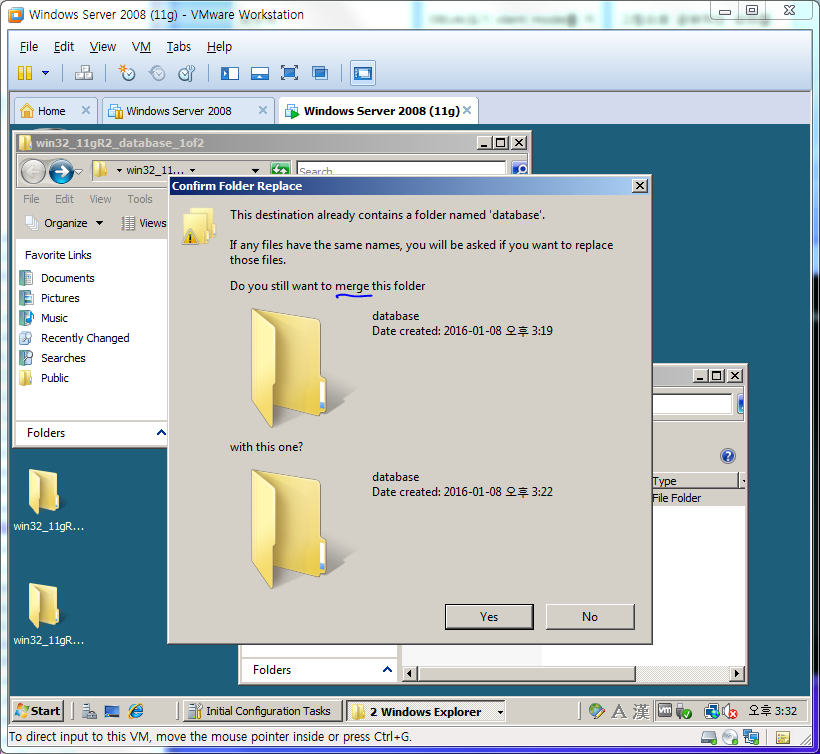 Windows Server 2008 (11g) - VMware Workstation
File Edit View VM Tabs Help
Home
Windows Server 2008
Windows Server 2008 (11g)
win32_11gR2_database_1of2
win32_11...
Search
File Edit View Tools
Organize
Views
Favorite Links
Documents
Pictures
Music
Recently Changed
Searches
Public
Folders
Confirm Folder Replace
This destination already contains a folder named 'database'.
If any files have the same names, you will be asked if you want to replace
those files.
Do you still want to merge this folder
database
Date created: 2016-01-08 오후 3:19
with this one?
database
Date created: 2016-01-08 오후 3:22
Yes
No
Type
File Folder
win32_11gR...
win32_11gR...
Folders
Start
Initial Configuration Tasks
2 Windows Explorer
A 漢
vm
오후 3:32
To direct input to this VM, move the mouse pointer inside or press Ctrl+G.